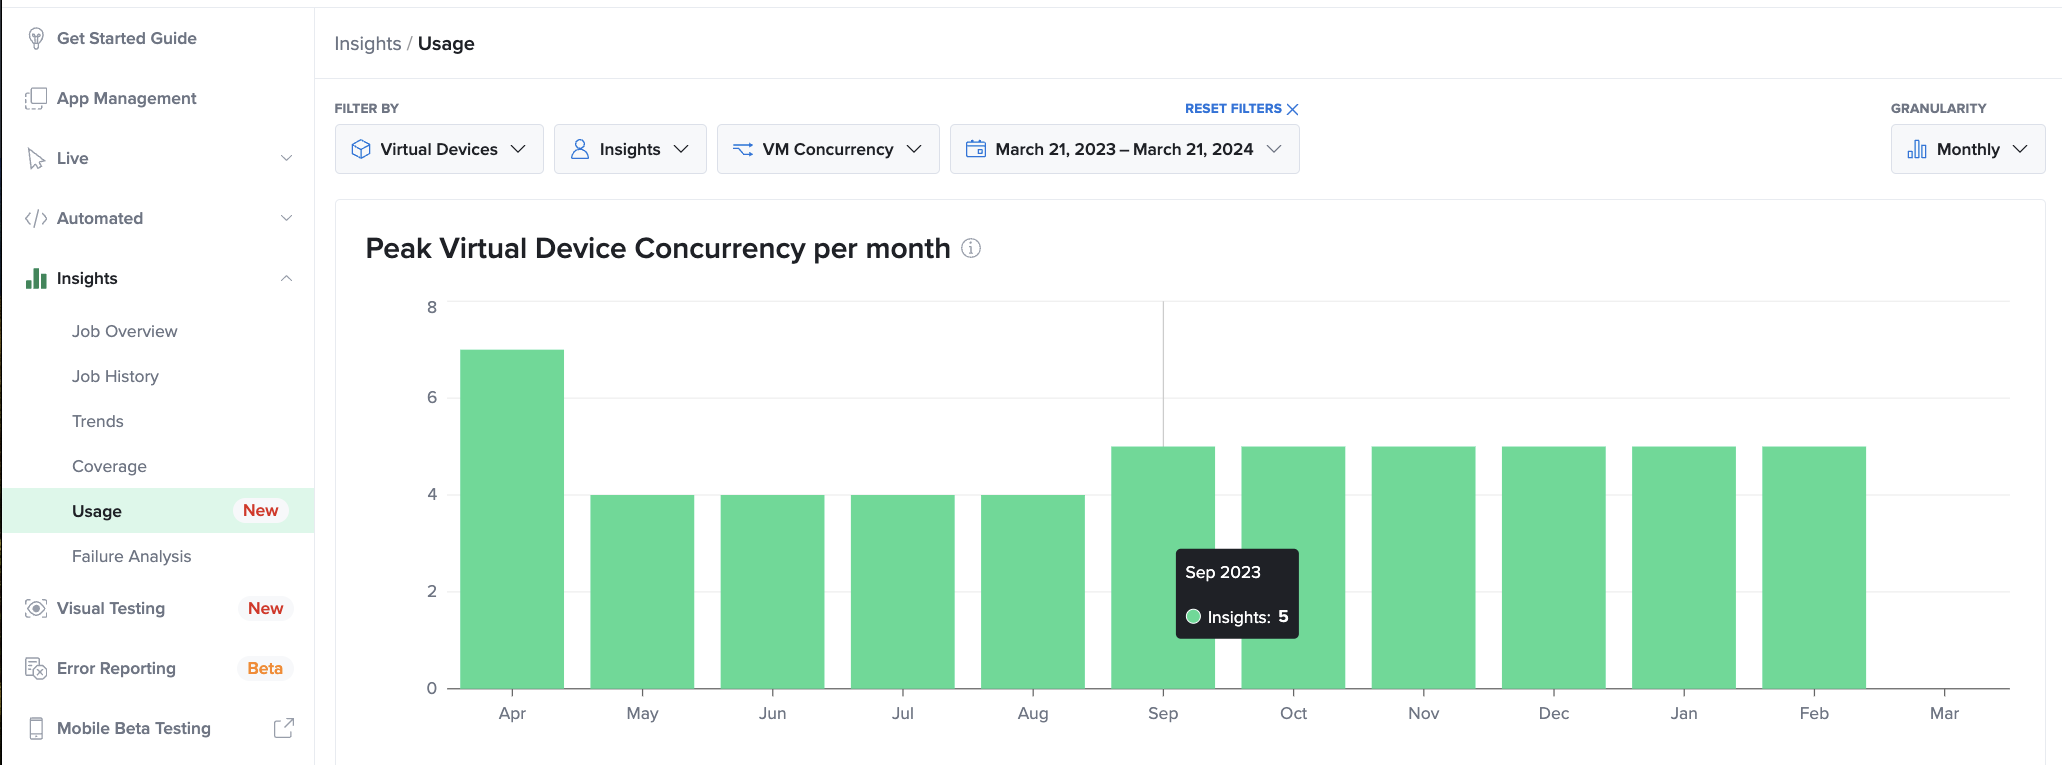 Get Started Guide
App Management
Live
Automated
Insights
Job Overview
Job History
Trends
Coverage
Usage New
Failure Analysis
Visual Testing New
Error Reporting Beta
Mobile Beta Testing
Insights / Usage
FILTER BY
RESET FILTERS
GRANULARITY
Virtual Devices
Insights
VM Concurrency
March 21, 2023 – March 21, 2024
Monthly
Peak Virtual Device Concurrency per month
8
6
4
2
0
Sep 2023
Insights: 5
Apr May Jun Jul Aug Sep Oct Nov Dec Jan Feb Mar